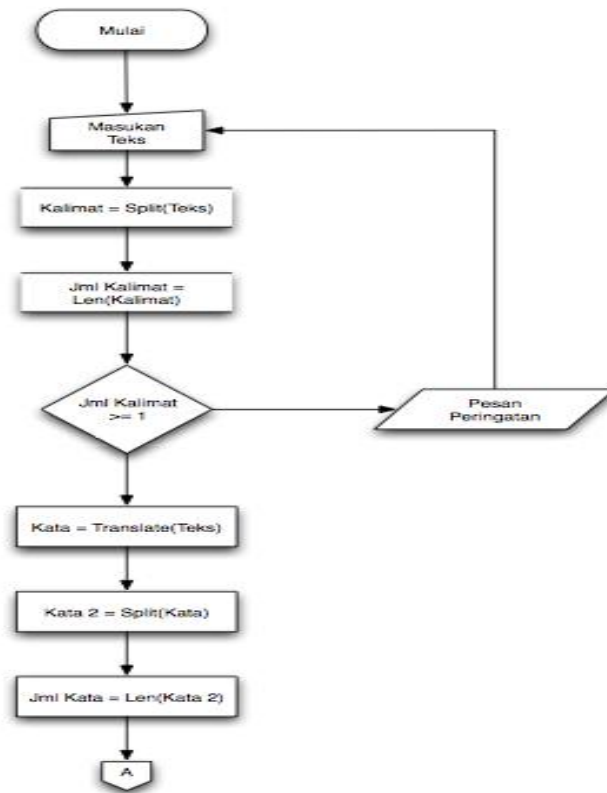 Mulai
Masukan
Teks
Kalimat = Split(Teks)
Jml Kalimat =
Len(Kalimat)
Jml Kalimat
>= 1
Pesan
Peringatan
Kata = Translate(Teks)
Kata 2 = Split(Kata)
Jml Kata = Len(Kata 2)
A